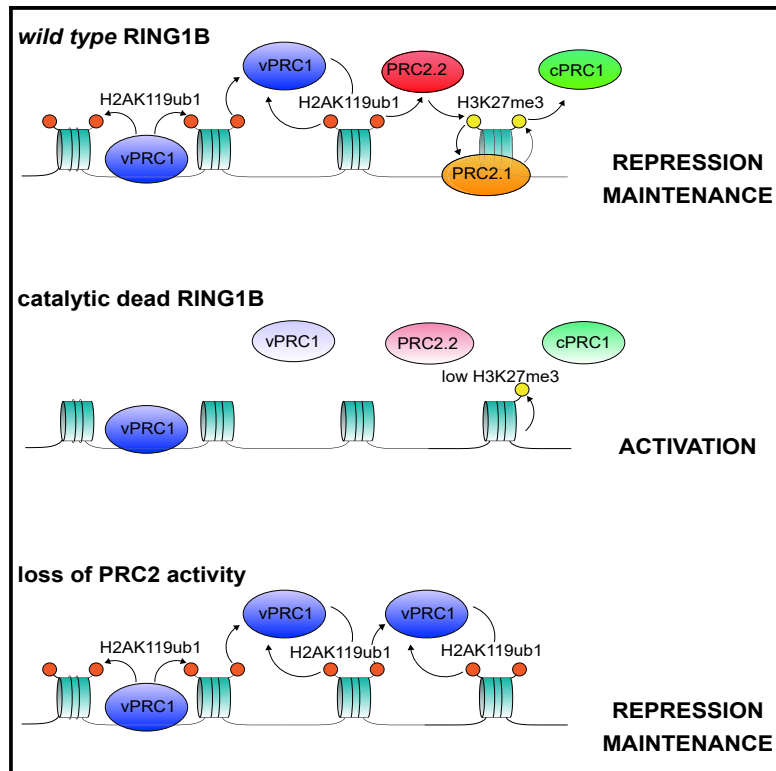 wild type RING1B
vPRC1
PRC2.2
cPRC1
H2AK119ub1
H2AK119ub1
H3K27me3
vPRC1
PRC2.1
REPRESSION
MAINTENANCE
catalytic dead RING1B
vPRC1
PRC2.2
cPRC1
low H3K27me3
vPRC1
ACTIVATION
loss of PRC2 activity
vPRC1
vPRC1
H2AK119ub1
H2AK119ub1
H2AK119ub1
vPRC1
REPRESSION
MAINTENANCE